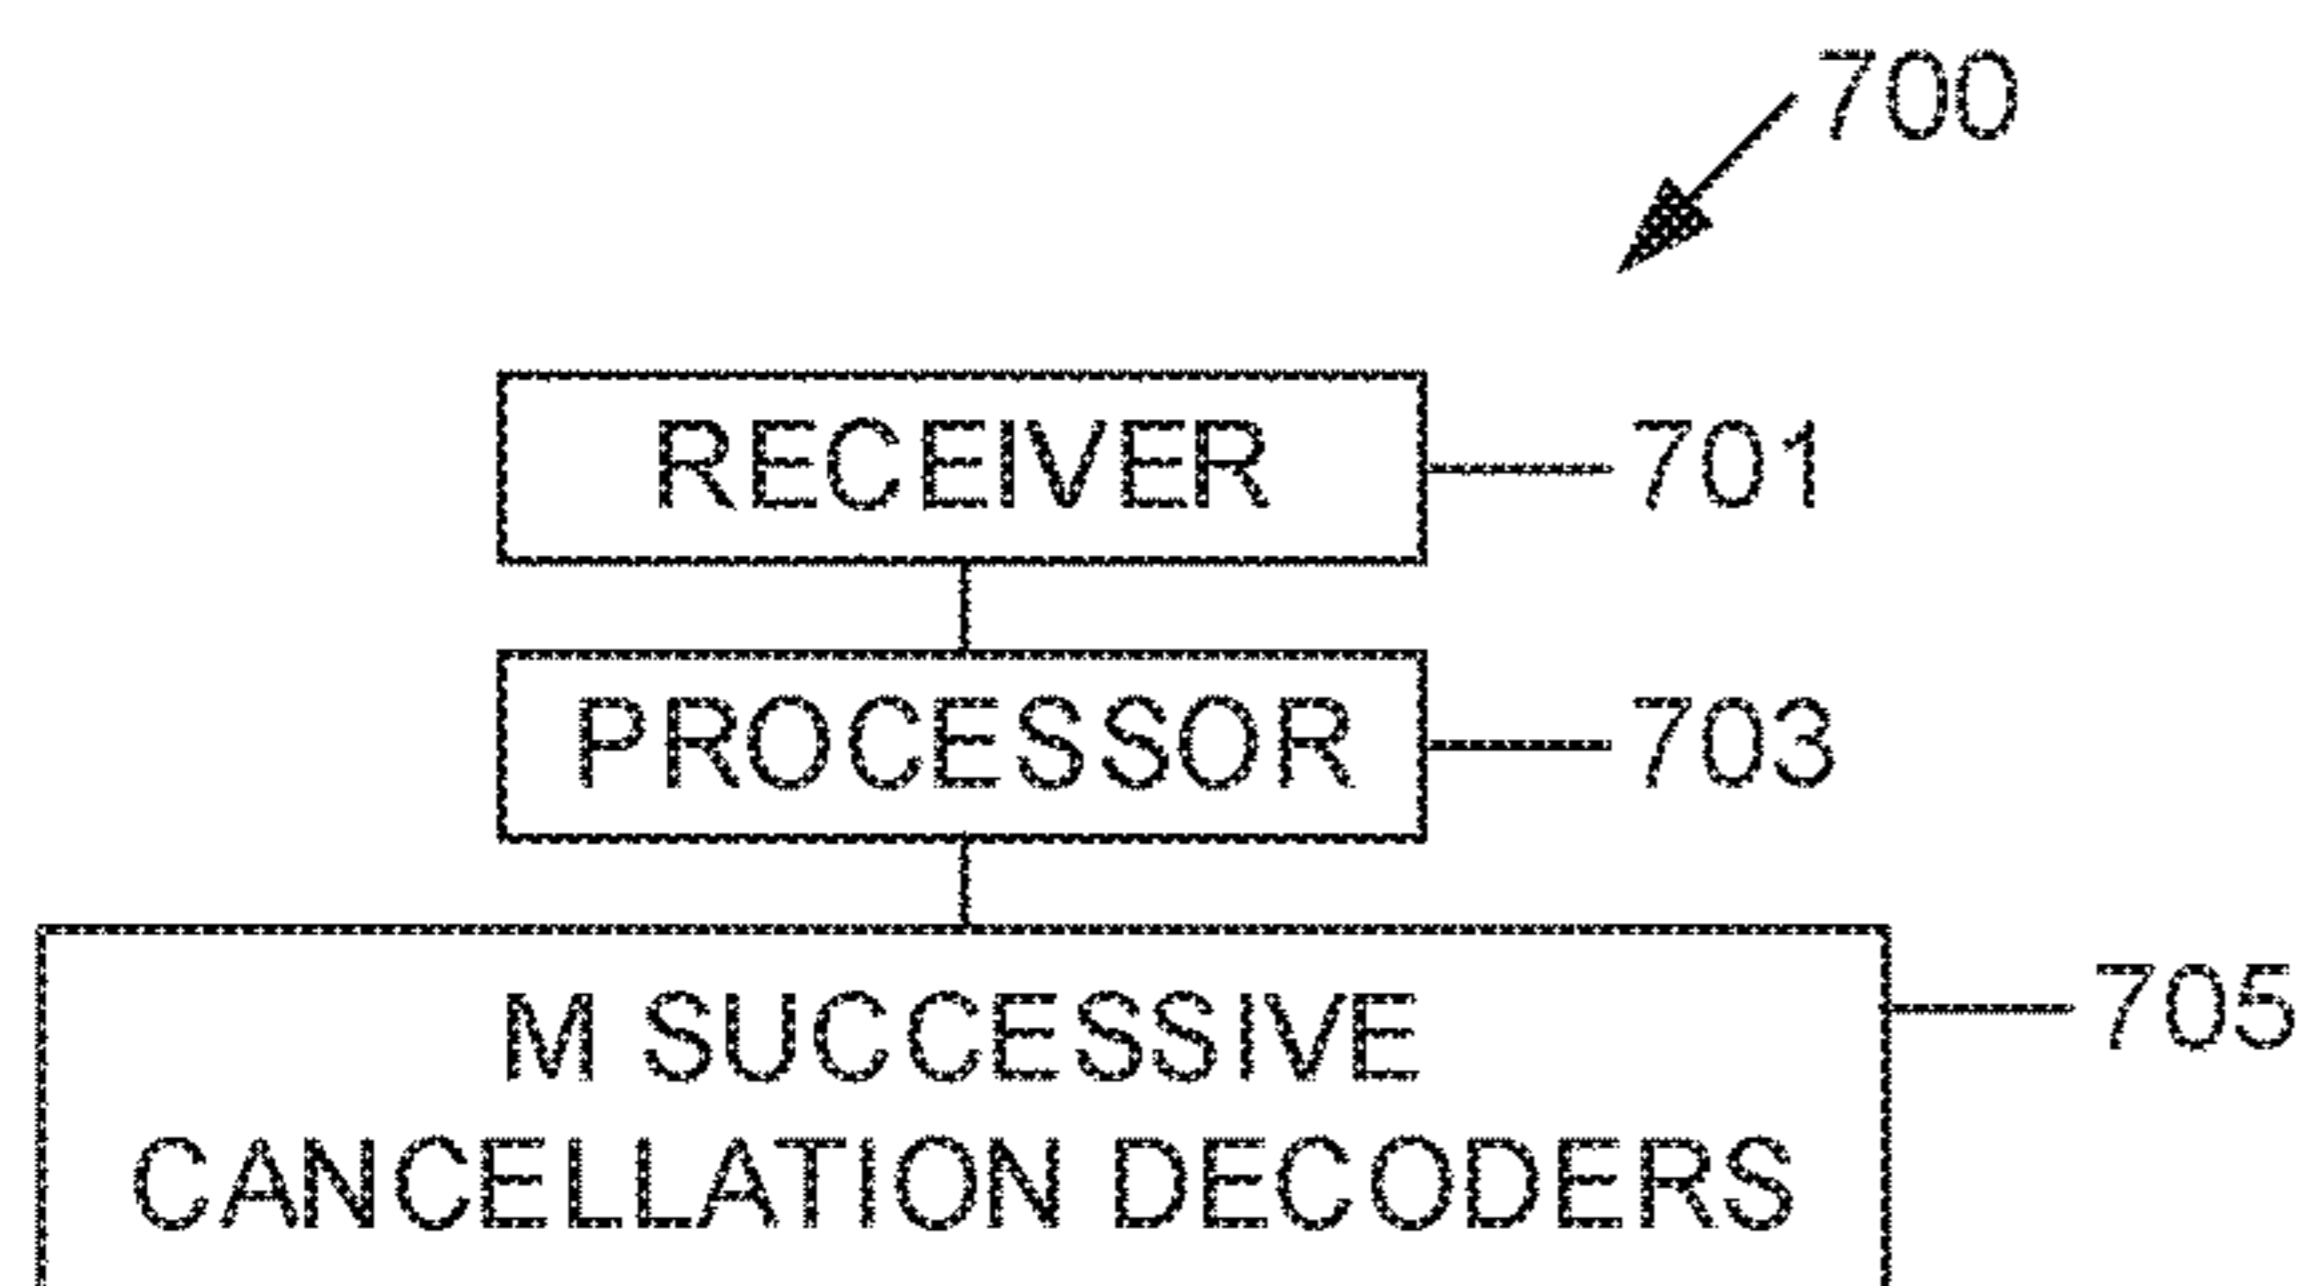 700
RECEIVER 701
PROCESSOR 703
M SUCCESSIVE 705
CANCELLATION DECODERS